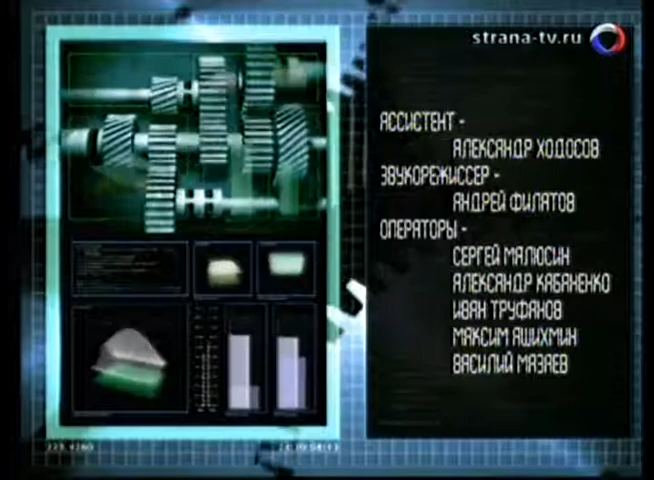 strana-tv.ru
АССИСТЕНТ -
АЛЕКСАНДР ХОДОСОВ
ЗВУКОРЕЖИССЕР -
АНДРЕЙ ФИЛАТОВ
ОПЕРАТОРЫ -
СЕРГЕЙ МАЛЮСИН
АЛЕКСАНДР КАБАНЕНКО
ИВАН ТРУФАНОВ
МАКСИМ АШИХМИН
ВАСИЛИЙ МАЗАЕВ